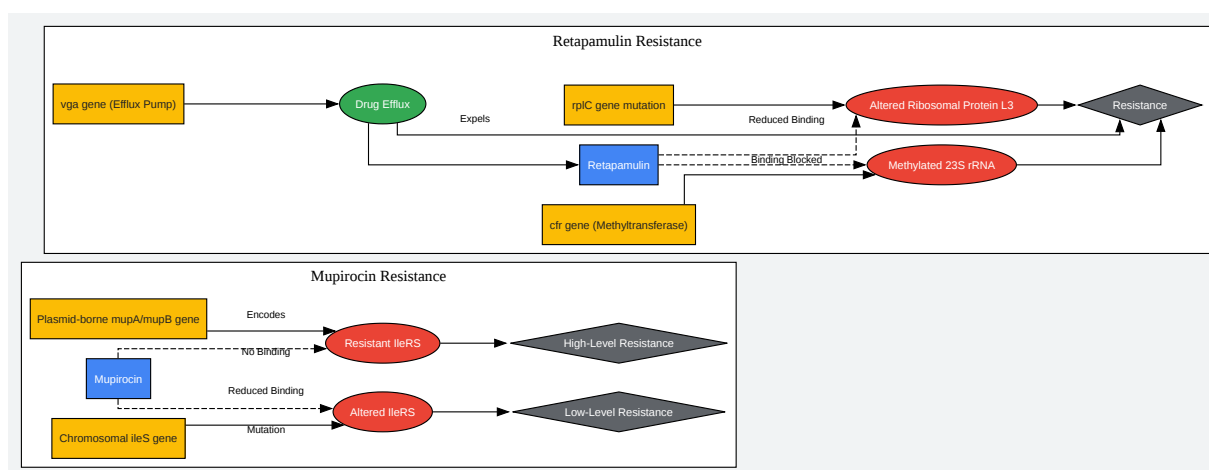 Retapamulin Resistance
vga gene (Efflux Pump)
Drug Efflux
rplC gene mutation
Altered Ribosomal Protein L3
Resistance
Expels
Reduced Binding
Retapamulin
Binding Blocked
Methylated 23S rRNA
cfr gene (Methyltransferase)
Mupirocin Resistance
Plasmid-borne mupA/mupB gene
Encodes
Resistant IleRS
High-Level Resistance
No Binding
Mupirocin
Reduced Binding
Altered IleRS
Low-Level Resistance
Mutation
Chromosomal ileS gene